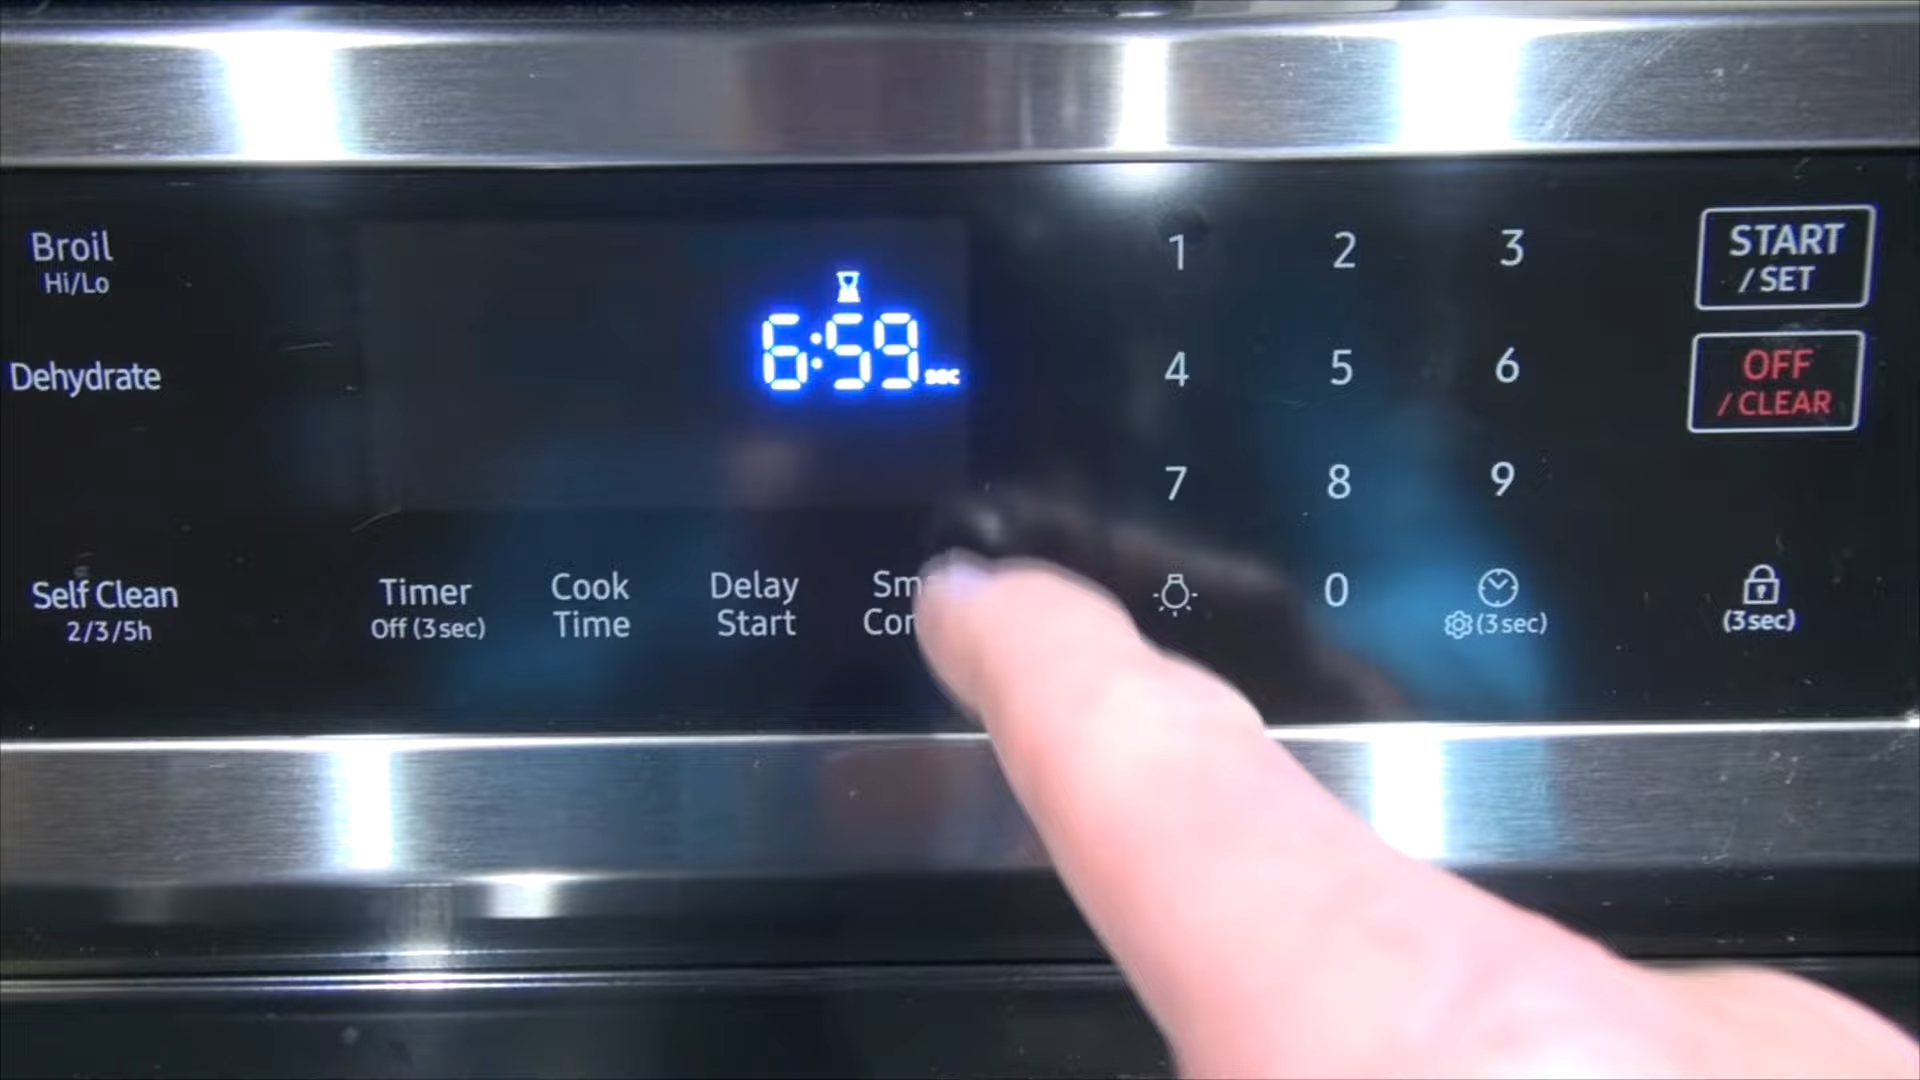 Broil
Hi/Lo
Dehydrate
Self Clean
2/3/5h
6:59 sec
Timer
Off (3 sec)
Cook
Time
Delay
Start
1 2 3
4 5 6
7 8 9
0
(3 sec)
START
/ SET
OFF
/ CLEAR
(3 sec)